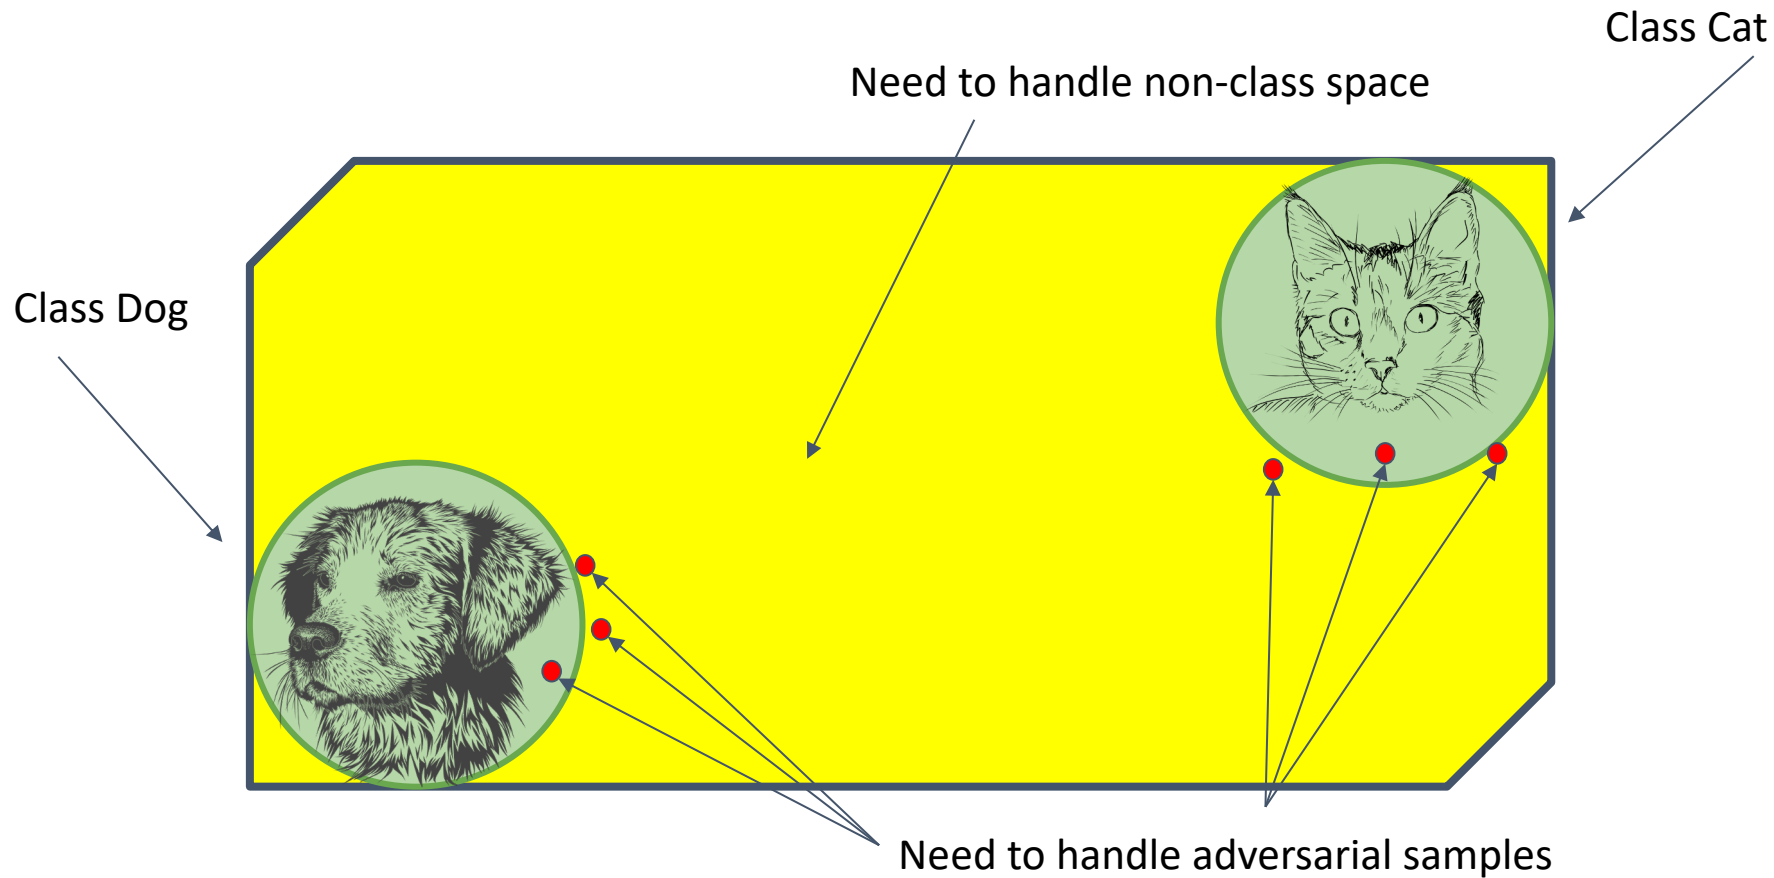 Class Cat
Need to handle non-class space
Class Dog
Need to handle adversarial samples